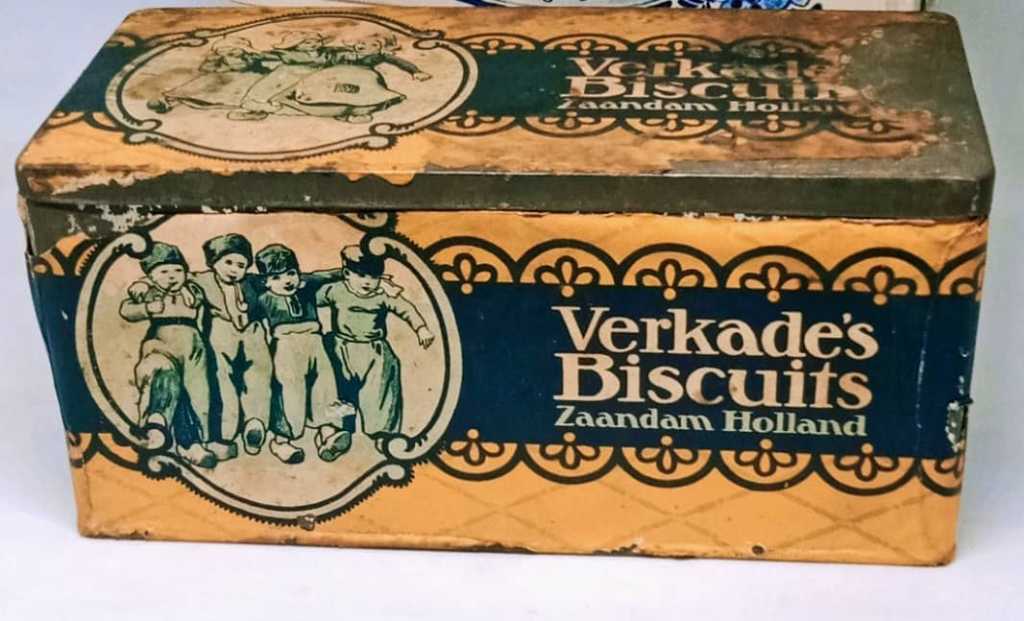 Verkade's
Biscuits
Zaandam Holland
Verkade's
Biscuits
Zaandam Holland